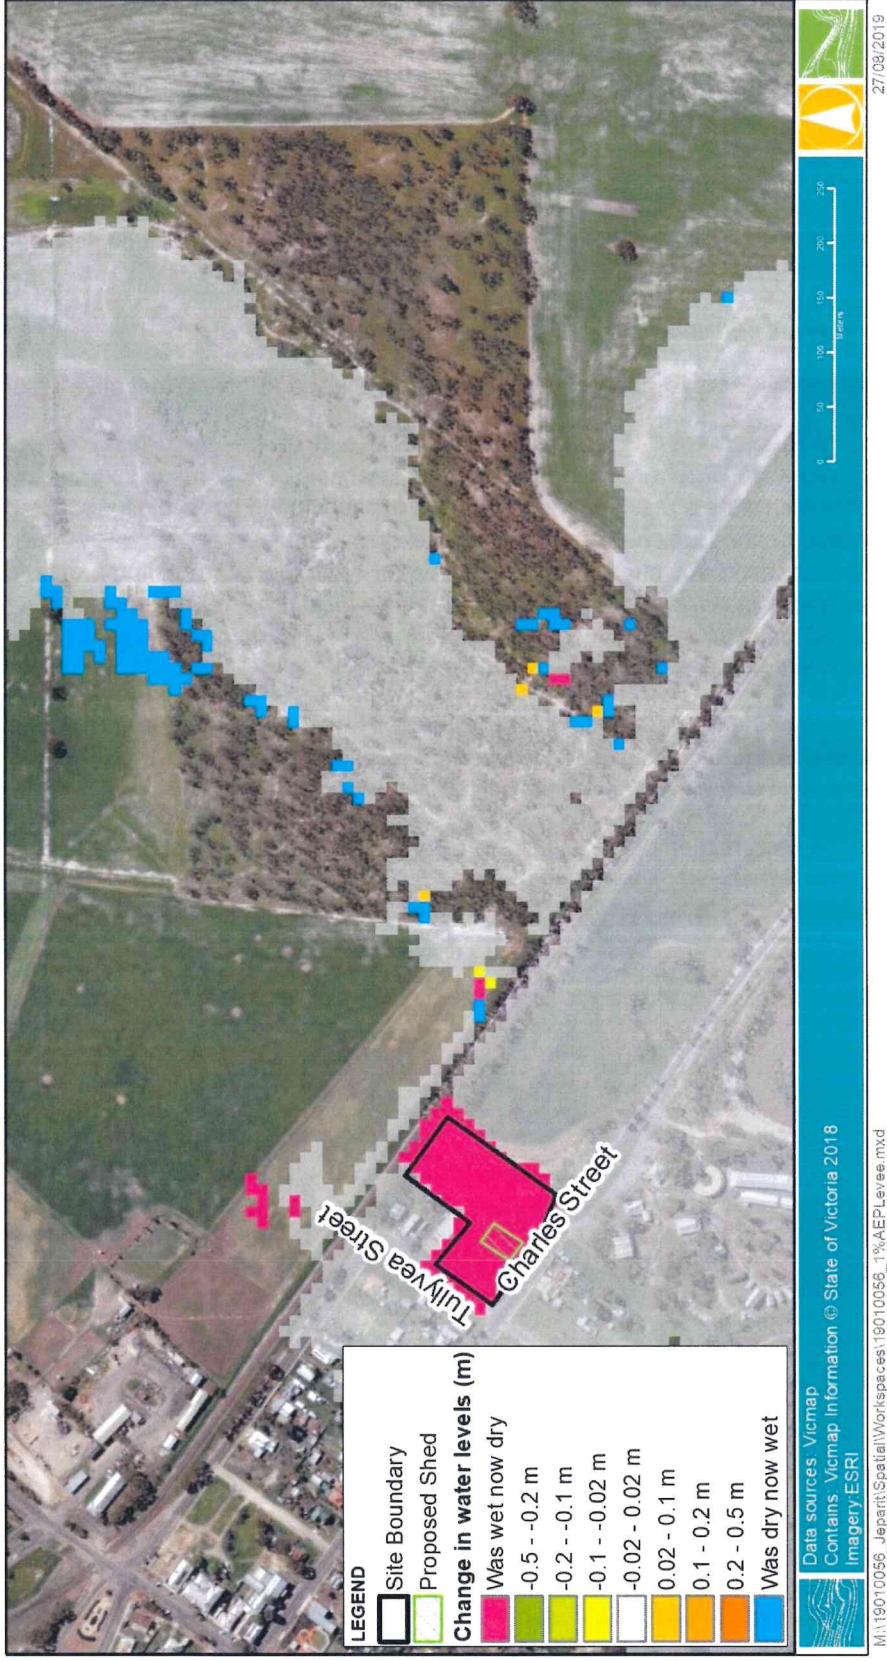 Tullyvea Street
Charles Street
LEGEND
Site Boundary
Proposed Shed
Change in water levels (m)
Was wet now dry
-0.5 - -0.2 m
-0.2 - -0.1 m
-0.1 - -0.02 m
-0.02 - 0.02 m
0.02 - 0.1 m
0.1 - 0.2 m
0.2 - 0.5 m
Was dry now wet
Data sources: Vicmap
Contains: Vicmap Information © State of Victoria 2018
Imagery:ESRI
0 50 100 150 200 250
Meters
M:\19010056_Jeparit\Spatial\Workspaces\19010056_1%AEPLevee.mxd
27/08/2019